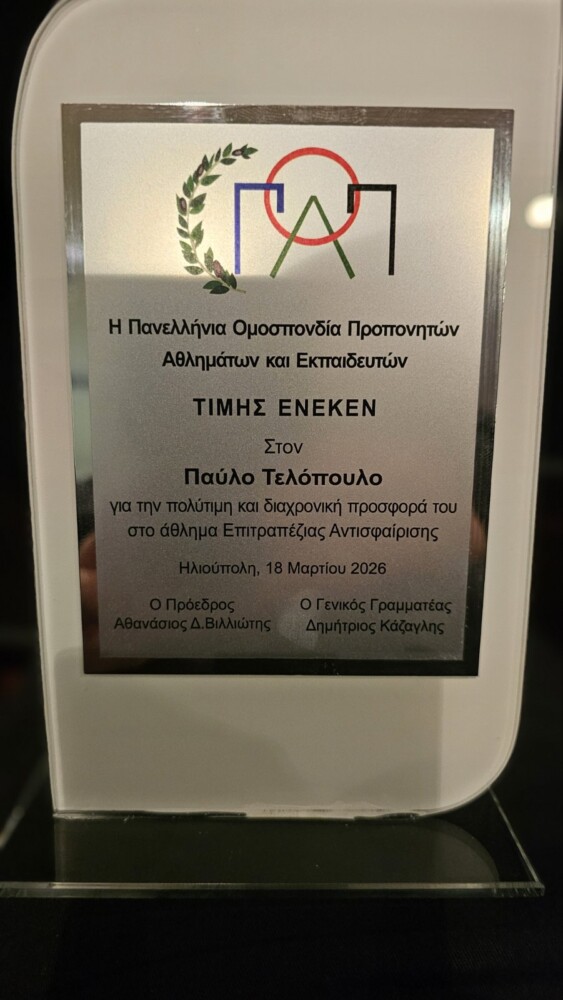 Η Πανελλήνια Ομοσπονδία Προπονητών
Αθλημάτων και Εκπαιδευτών
ΤΙΜΗΣ ΕΝΕΚΕΝ
Στον
Παύλο Τελόπουλο
για την πολύτιμη και διαχρονική προσφορά του
στο άθλημα Επιτραπέζιας Αντισφαίρισης
Ηλιούπολη, 18 Μαρτίου 2026
Ο Πρόεδρος Ο Γενικός Γραμματέας
Αθανάσιος Δ.Βιλλιώτης Δημήτριος Κάζαγλης